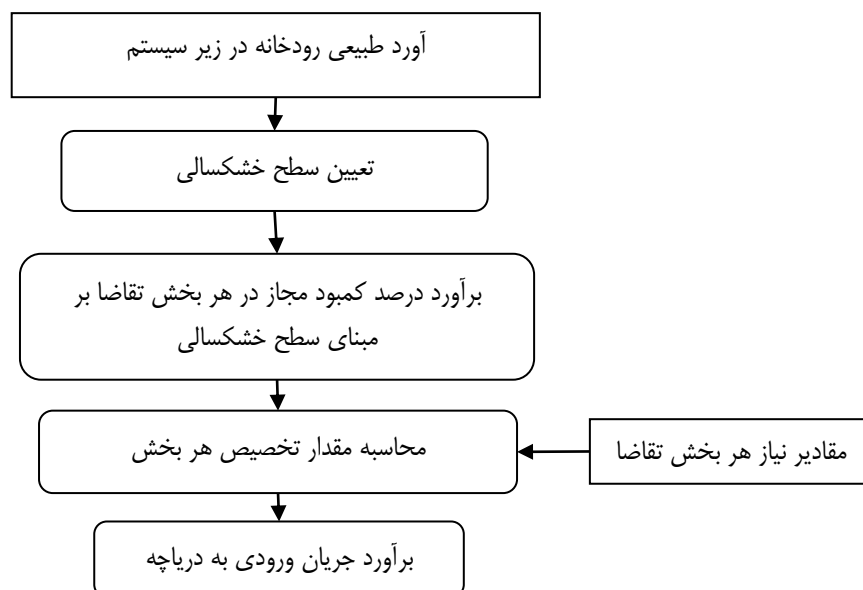 آورد طبیعی رودخانه در زیر سیستم
تعیین سطح خشکسالی
برآورد درصد کمبود مجاز در هر بخش تقاضا بر
مبنای سطح خشکسالی
محاسبه مقدار تخصیص هر بخش
مقادیر نیاز هر بخش تقاضا
برآورد جریان ورودی به دریاچه